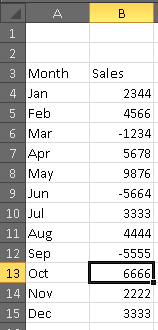 A B
1
2
3 Month Sales
4 Jan 2344
5 Feb 4566
6 Mar -1234
7 Apr 5678
8 May 9876
9 Jun -5664
10 Jul 3333
11 Aug 4444
12 Sep -5555
13 Oct 6666
14 Nov 2222
15 Dec 3333